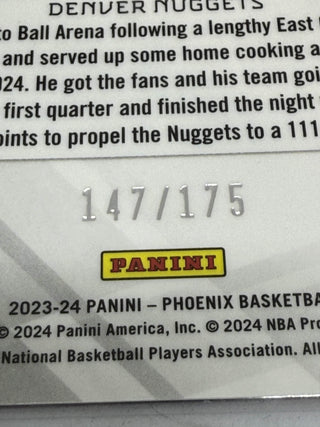 DENVER NUGGETS
to Ball Arena following a lengthy East
and served up some home cooking a
024. He got the fans and his team goi
first quarter and finished the night
oints to propel the Nuggets to a 111
147/175
PANINI
2023-24 PANINI – PHOENIX BASKETBA
© 2024 Panini America, Inc. © 2024 NBA Pro
National Basketball Players Association. All